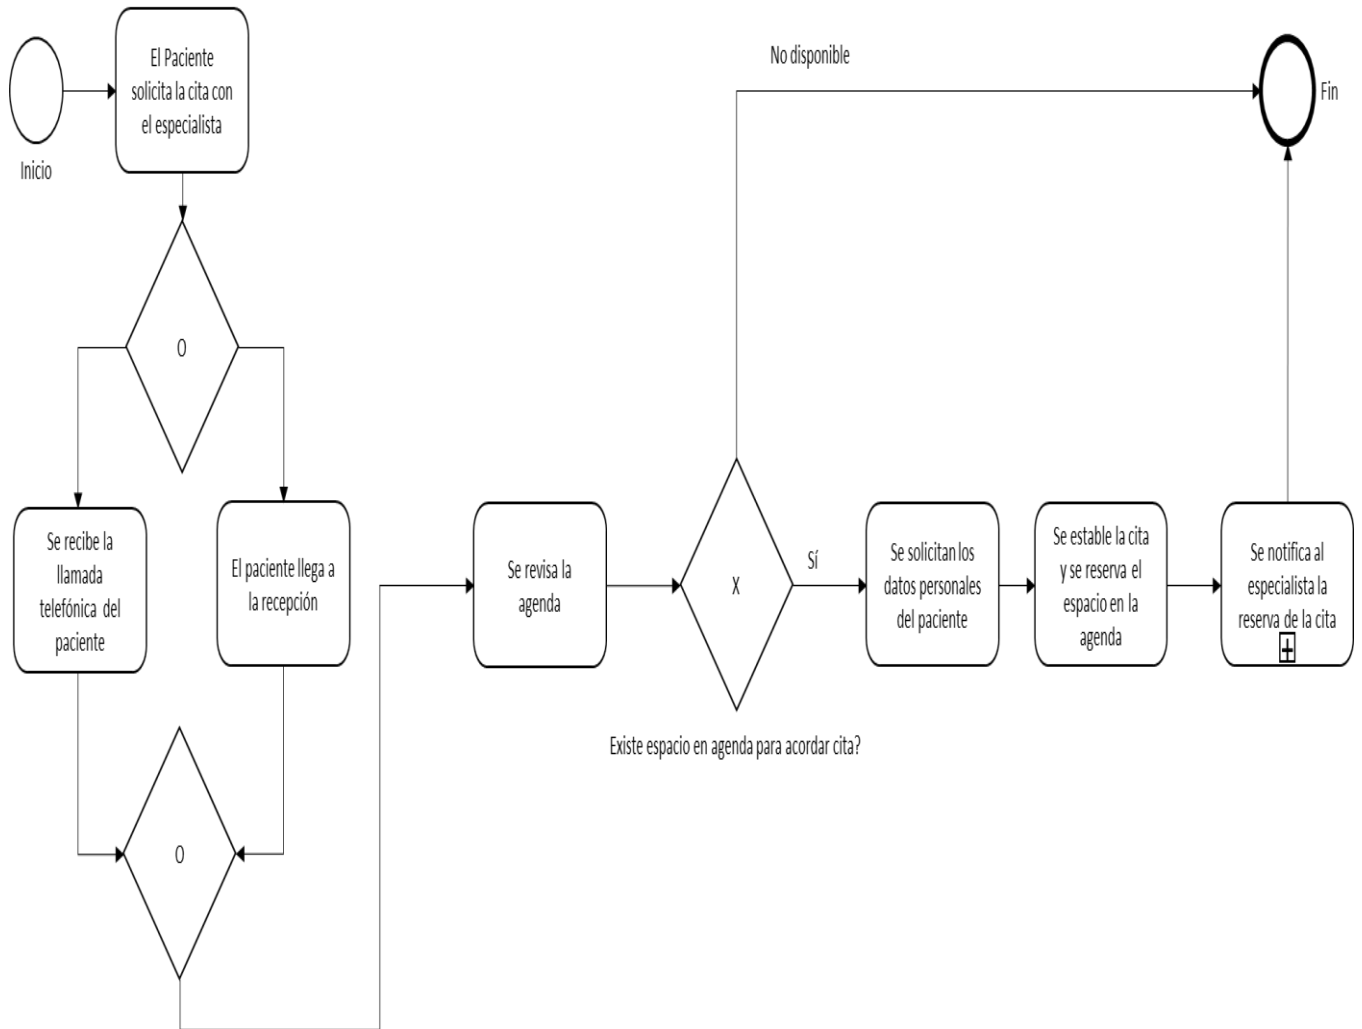 El Paciente
solicita la cita con
el especialista
Inicio
O
Se recibe la
llamada
telefónica del
paciente
El paciente llega a
la recepción
O
Se revisa la
agenda
X
Existe espacio en agenda para acordar cita?
No disponible
Sí
Se solicitan los
datos personales
del paciente
Se estable la cita
y se reserva el
espacio en la
agenda
Se notifica al
especialista la
reserva de la cita
+
Fin